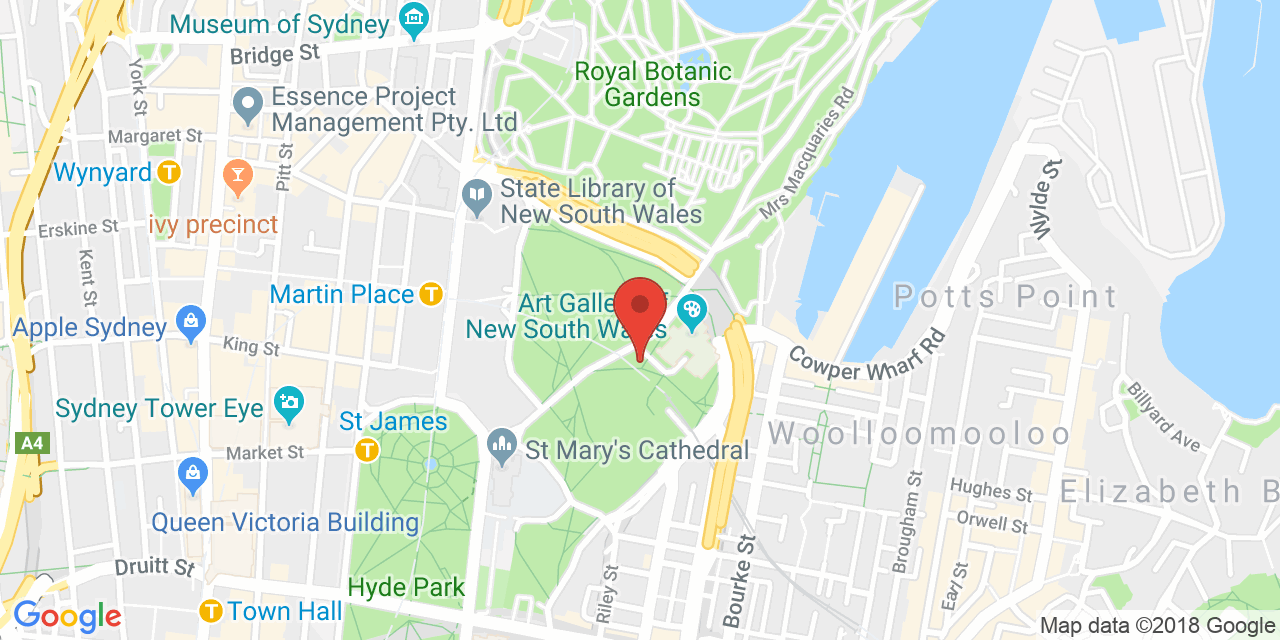 Museum of Sydney
Bridge St
York St
Royal Botanic
Gardens
Essence Project
Management Pty. Ltd
Margaret St
Pitt St
Mrs Macquaries Rd
Wynyard
T
State Library of
New South Wales
Wylde St
ivy precinct
Erskine St
Kent St
Martin Place
T
Art Galle f
New South Wales
Potts Point
Apple Sydney
King St
Cowper Wharf Rd
Sydney Tower Eye
St James
T
Billyard Ave
A4
Market St
St Mary's Cathedral
Woolloomooloo
Hughes St
Elizabeth B
Queen Victoria Building
Orwell St
Brougham St
Druitt St
Hyde Park
Riley St
Bourke St
Earl St
Google
T
Town Hall
Map data ©2018 Google